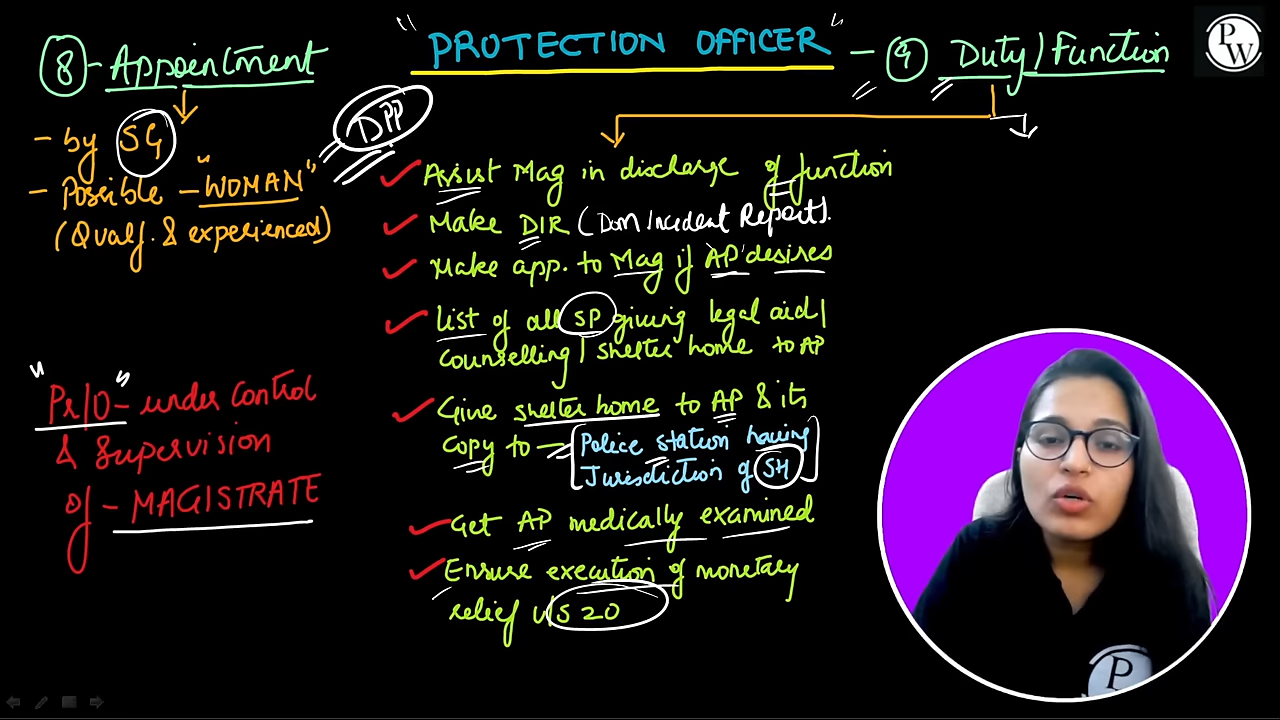 "PROTECTION OFFICER"
⑧ - Appointment
- by SG
- Possible - "WOMAN"
(Qualf. & experienced)
DPP
"Pr/O" - under control
& Supervision
of - MAGISTRATE
- ⑨ Duty/Function
Assist Mag in discharge of function
Make DIR (Dom Incident Report).
Make app. to Mag if 'AP' desires
List of all SP giving legal aid/
counselling/shelter home to AP
Give shelter home to AP & its
copy to - [Police station having
Jurisdiction of SH]
Get AP medically examined
Ensure execution of monetary
relief u/s 20
PW
P